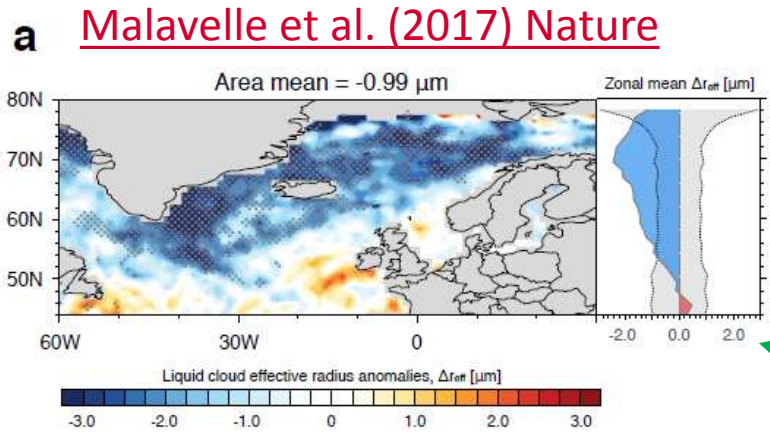 Malavelle et al. (2017) Nature
a
Area mean = -0.99 µm
Zonal mean Δreff [µm]
80N
70N
60N
50N
60W 30W 0
-2.0 0.0 2.0
Liquid cloud effective radius anomalies, Δreff [µm]
-3.0 -2.0 -1.0 0 1.0 2.0 3.0